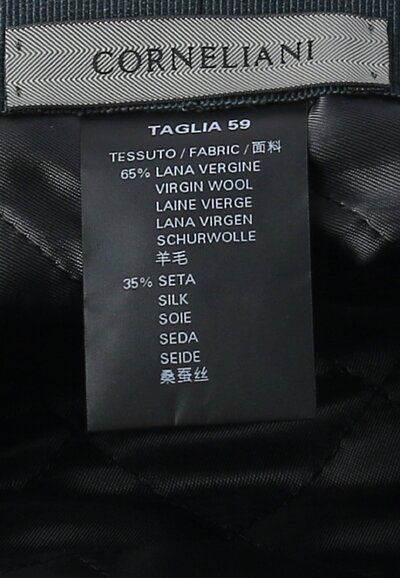 CORNELIANI
TAGLIA 59
TESSUTO / FABRIC / 面料
65% LANA VERGINE
VIRGIN WOOL
LAINE VIERGE
LANA VIRGEN
SCHURWOLLE
羊毛
35% SETA
SILK
SOIE
SEDA
SEIDE
桑蚕丝